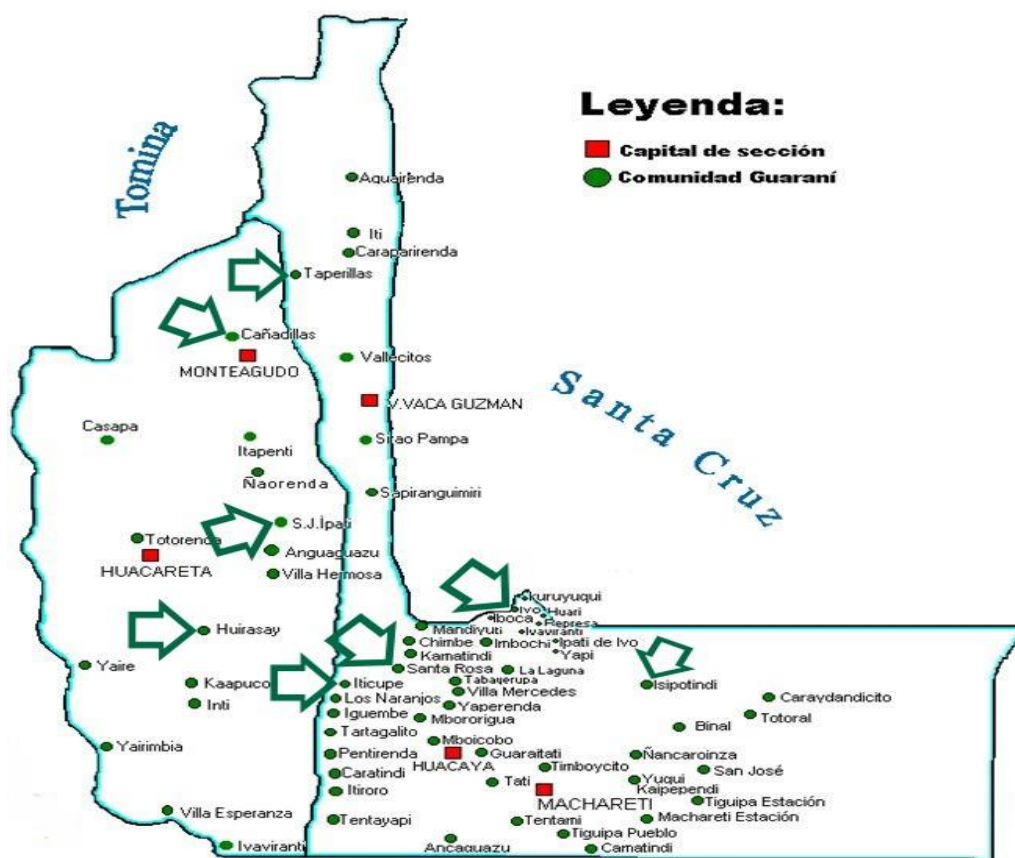 Leyenda:
Capital de sección
Comunidad Guaraní
Tomina
Santa Cruz
Aguairenda
Iti
Caraparirenda
Taperillas
Cañadillas
MONTEAGUDO
Vallecitos
V.VACA GUZMAN
Casapa
Itapenti
Sirao Pampa
Ñaorenda
Sapiranguimiri
S.J.Ipati
Totorenda
Anguaguazu
HUACARETA
Villa Hermosa
kuruyuqui
Ivo
Huari
Iboca
Represa
Huirasay
Mandiyuti
Ivaviranti
Chimbe
Imbochi
Ipati de Ivo
Kamatindi
Yapi
Yaire
Santa Rosa
La Laguna
Kaapuco
Iticupe
Tabayerupa
Isipotindi
Inti
Los Naranjos
Villa Mercedes
Caraydandicito
Iguembe
Yaperenda
Totoral
Mbororigua
Binal
Tartagalito
Yairimbia
Mboicobo
Pentirenda
Guaraitati
Ñancaroinza
HUACAYA
Timboycito
San José
Caratindi
Tati
Yuqui
Itiroro
Kaipependi
MACHARETI
Tiguipa Estación
Villa Esperanza
Tentayapi
Tentami
Machareti Estación
Tiguipa Pueblo
Ivaviranti
Ancaguazu
Camatindi